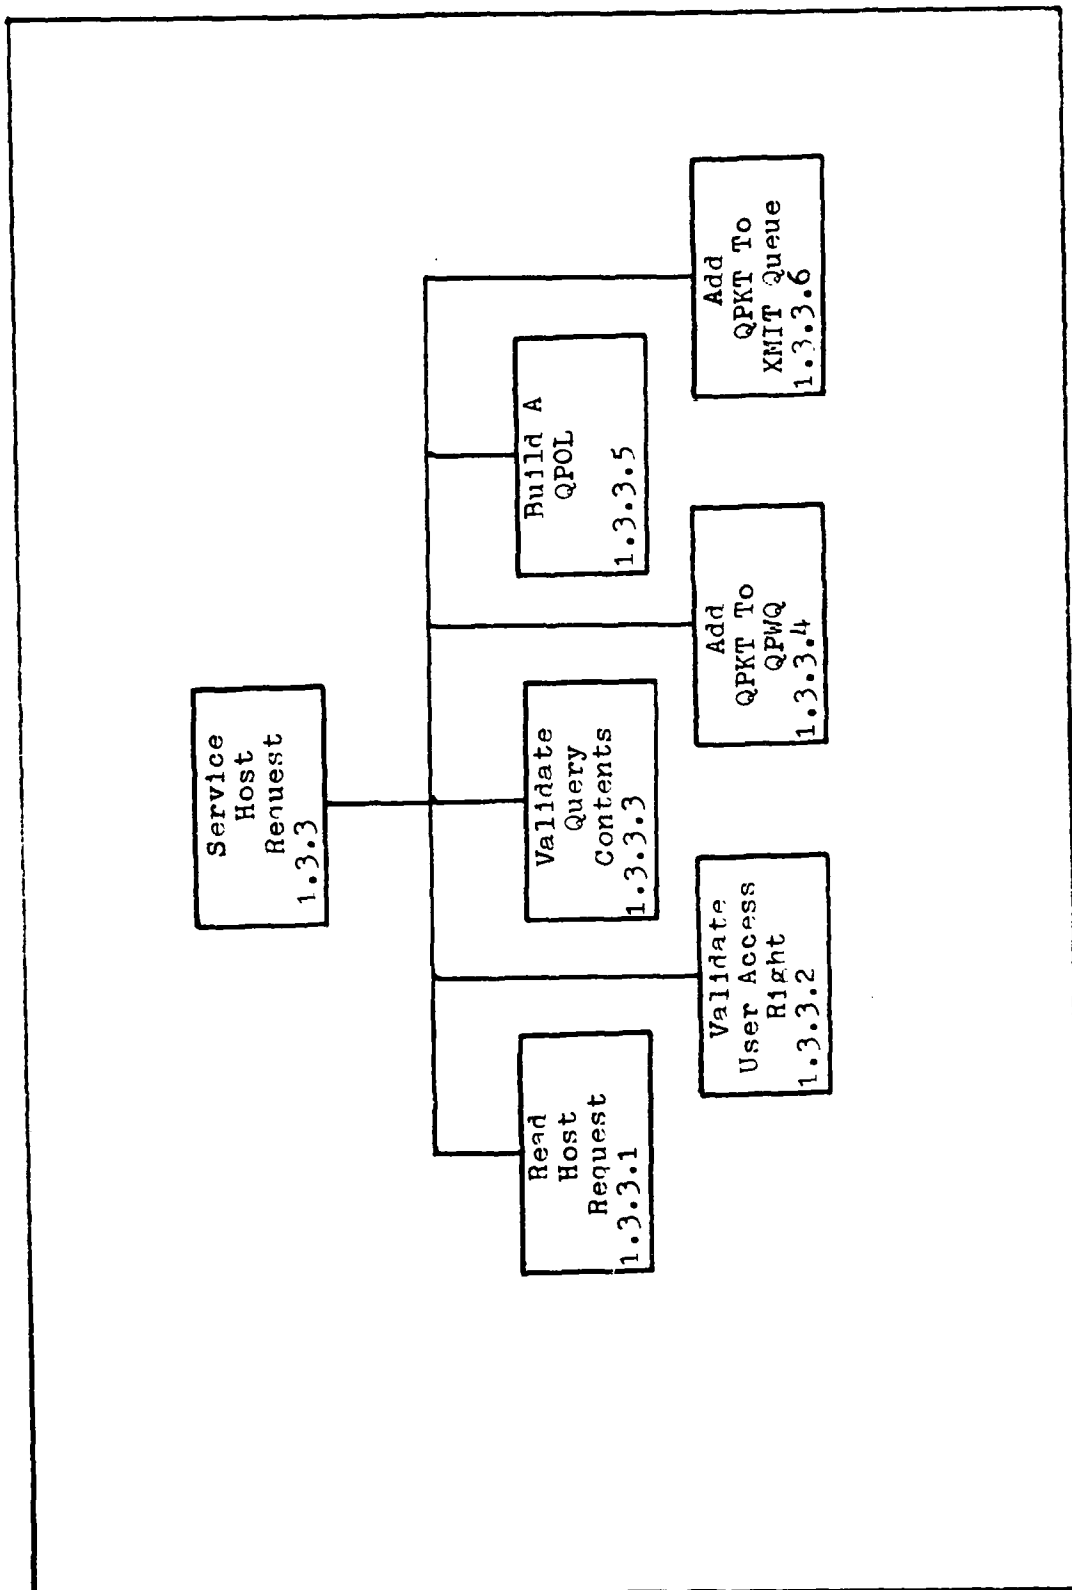 Service
Host
Request
1.3.3
Read
Host
Request
1.3.3.1
Validate
User Access
Right
1.3.3.2
Validate
Query
Contents
1.3.3.3
Add
QPKT To
QPWQ
1.3.3.4
Build A
QPOL
1.3.3.5
Add
QPKT To
XMIT Queue
1.3.3.6